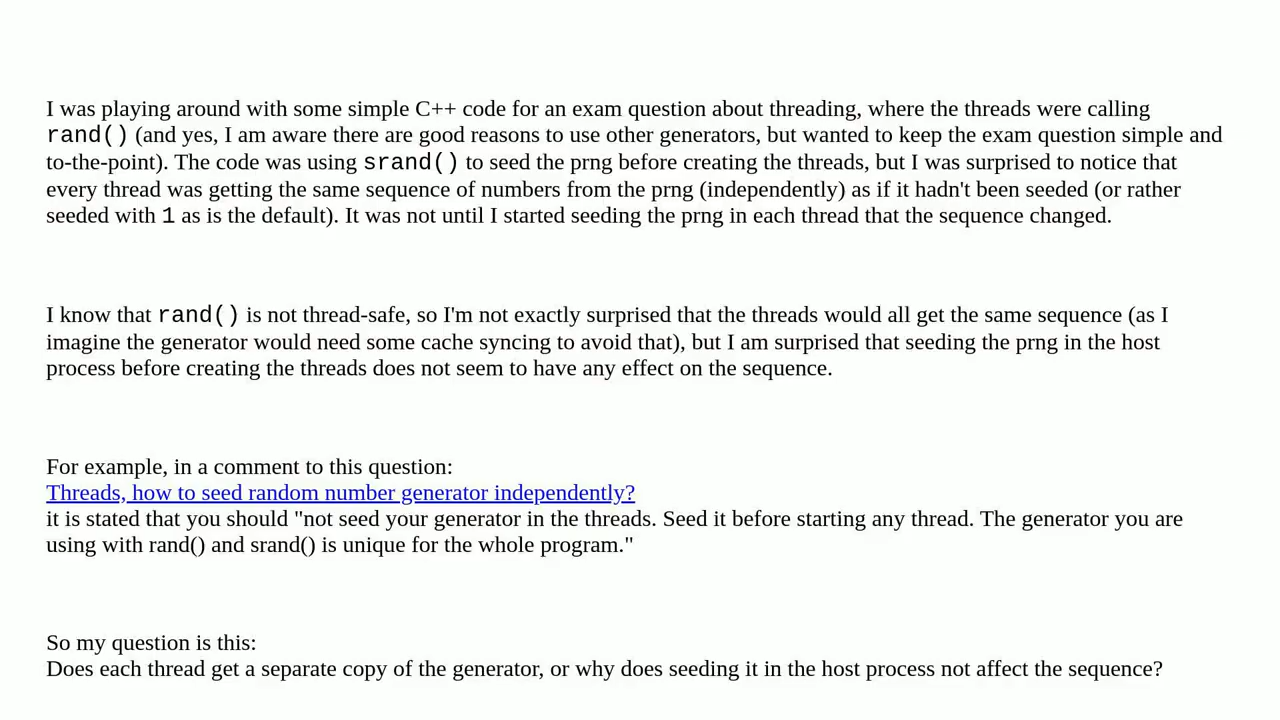 I was playing around with some simple C++ code for an exam question about threading, where the threads were calling
rand() (and yes, I am aware there are good reasons to use other generators, but wanted to keep the exam question simple and
to-the-point). The code was using srand() to seed the prng before creating the threads, but I was surprised to notice that
every thread was getting the same sequence of numbers from the prng (independently) as if it hadn't been seeded (or rather
seeded with 1 as is the default). It was not until I started seeding the prng in each thread that the sequence changed.
I know that rand() is not thread-safe, so I'm not exactly surprised that the threads would all get the same sequence (as I
imagine the generator would need some cache syncing to avoid that), but I am surprised that seeding the prng in the host
process before creating the threads does not seem to have any effect on the sequence.
For example, in a comment to this question:
Threads, how to seed random number generator independently?
it is stated that you should "not seed your generator in the threads. Seed it before starting any thread. The generator you are
using with rand() and srand() is unique for the whole program."
So my question is this:
Does each thread get a separate copy of the generator, or why does seeding it in the host process not affect the sequence?